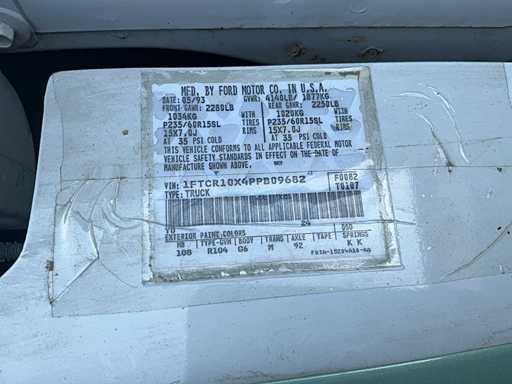 MFD. BY FORD MOTOR CO. IN U.S.A.
DATE: 05/93 GVWR: 4140LB/ 1877KG
FRONT GAWR: 2280LB REAR GAWR: 2250LB
1034KG WITH 1020KG WITH
P235/60R15SL TIRES P235/60R15SL TIRES
15X7.0J RIMS 15X7.0J RIMS
AT 35 PSI COLD AT 35 PSI COLD
THIS VEHICLE CONFORMS TO ALL APPLICABLE FEDERAL MOTOR
VEHICLE SAFETY STANDARDS IN EFFECT ON THE DATE OF
MANUFACTURE SHOWN ABOVE.
VIN: F0082
TYPE: TRUCK T0107
24 DSO
EXTERIOR PAINT COLORS
WB TYPE-GVW BODY TRANS AXLE TAPE SPRINGS
108 R104 M 92 K K